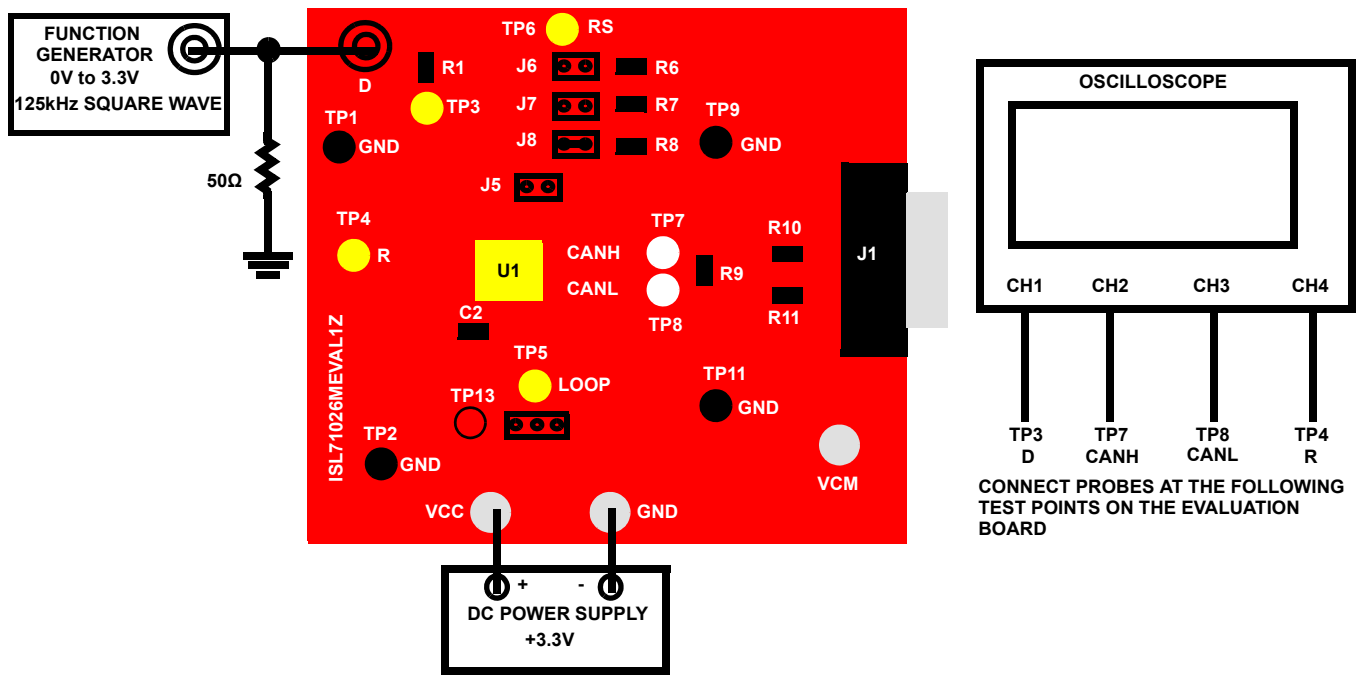 FUNCTION
GENERATOR
0V to 3.3V
125kHz SQUARE WAVE
50Ω
D
TP1
GND
R1
TP3
TP6
RS
J6
R6
J7
R7
J8
R8
J5
TP9
GND
TP4
R
U1
CANH
CANL
TP7
TP8
R9
R10
R11
J1
C2
TP5
LOOP
TP13
TP11
GND
ISL71026MEVAL1Z
TP2
GND
VCM
VCC
GND
+
-
DC POWER SUPPLY
+3.3V
OSCILLOSCOPE
CH1
CH2
CH3
CH4
TP3
D
TP7
CANH
TP8
CANL
TP4
R
CONNECT PROBES AT THE FOLLOWING
TEST POINTS ON THE EVALUATION
BOARD